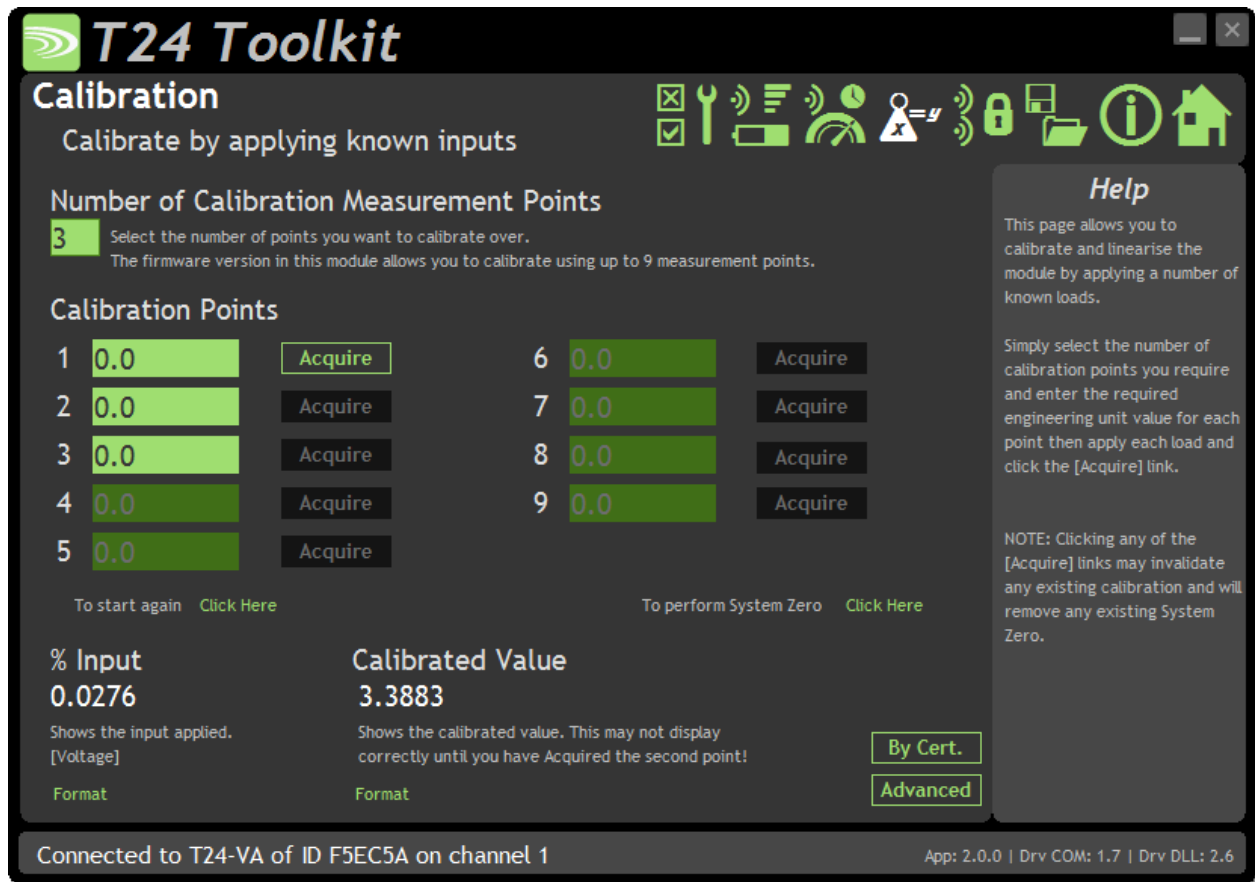 T24 Toolkit
Calibration
Calibrate by applying known inputs
x=y
Number of Calibration Measurement Points
3
Select the number of points you want to calibrate over.
The firmware version in this module allows you to calibrate using up to 9 measurement points.
Calibration Points
1 0.0 Acquire
2 0.0 Acquire
3 0.0 Acquire
4 0.0 Acquire
5 0.0 Acquire
6 0.0 Acquire
7 0.0 Acquire
8 0.0 Acquire
9 0.0 Acquire
To start again Click Here
To perform System Zero Click Here
% Input
0.0276
Shows the input applied.
[Voltage]
Format
Calibrated Value
3.3883
Shows the calibrated value. This may not display
correctly until you have Acquired the second point!
Format
By Cert.
Advanced
Help
This page allows you to
calibrate and linearise the
module by applying a number of
known loads.
Simply select the number of
calibration points you require
and enter the required
engineering unit value for each
point then apply each load and
click the [Acquire] link.
NOTE: Clicking any of the
[Acquire] links may invalidate
any existing calibration and will
remove any existing System
Zero.
Connected to T24-VA of ID F5EC5A on channel 1
App: 2.0.0 | Drv COM: 1.7 | Drv DLL: 2.6